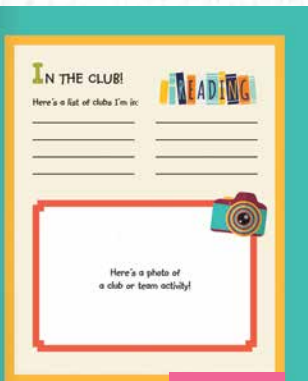 IN THE CLUB!
Here's a list of clubs I'm in:
READING
Here's a photo of
a club or team activity!